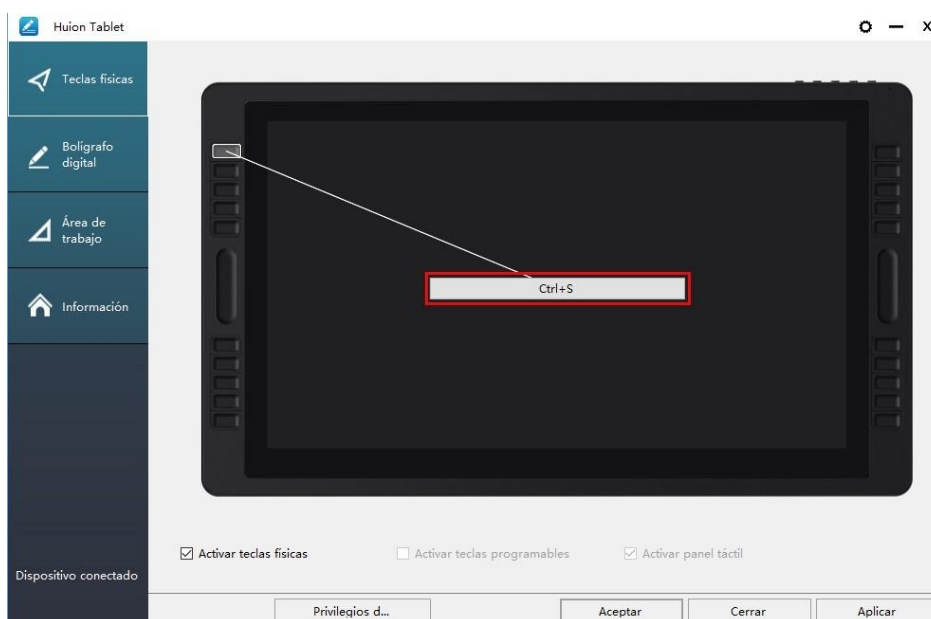 Huion Tablet
Teclas físicas
Bolígrafo
digital
Área de
trabajo
Información
Dispositivo conectado
Ctrl+S
Activar teclas físicas
Activar teclas programables
Activar panel táctil
Privilegios d...
Aceptar
Cerrar
Aplicar